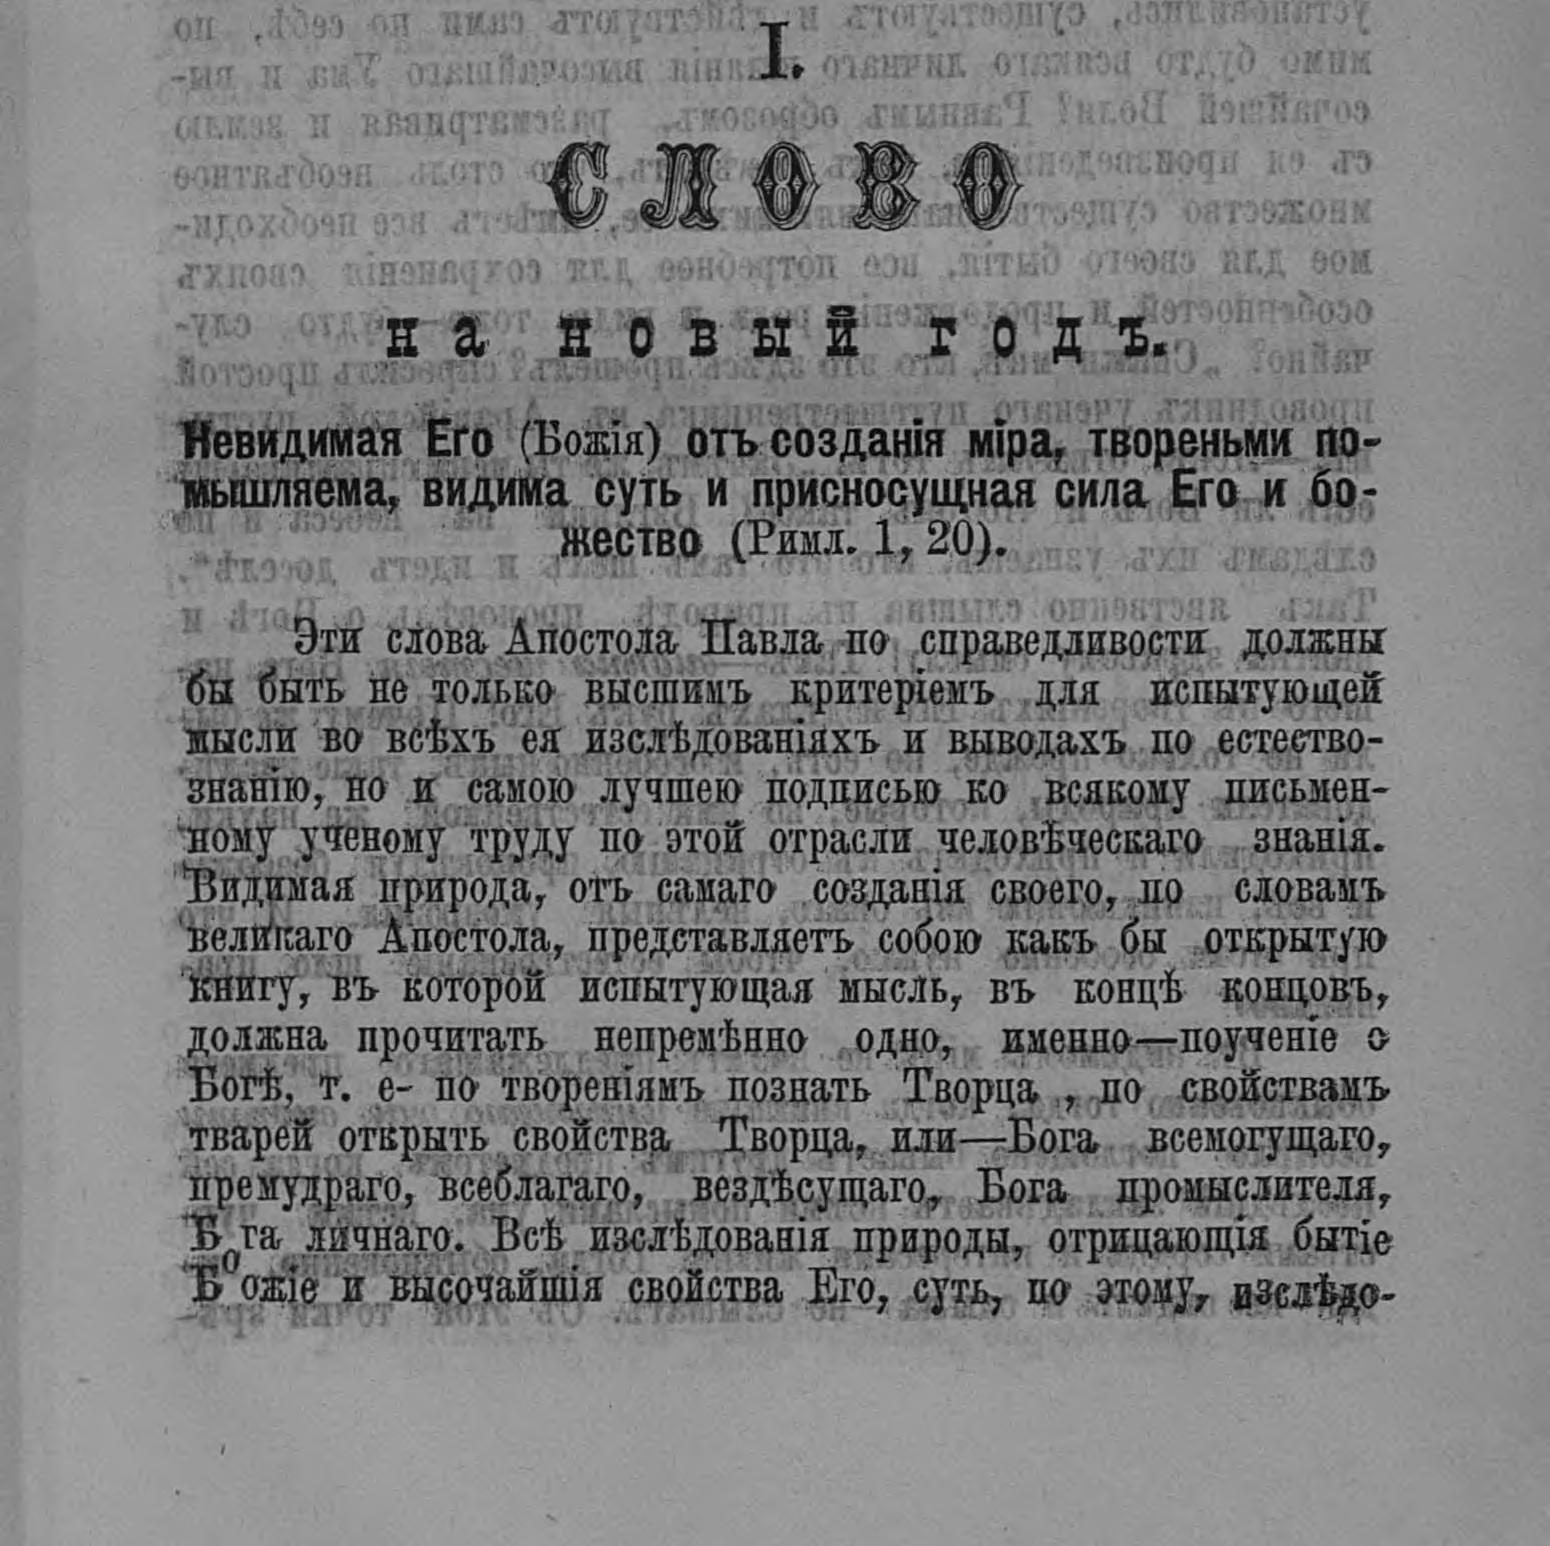 I.
СЛОВО
на новый годъ.
Невидимая Его (Божія) отъ созданія міра, твореньми по-
мышляема, видима суть и присносущная сила Его и бо-
жество (Римл. 1, 20).
Эти слова Апостола Павла по справедливости должны
бы быть не только высшимъ критеріемъ для испытующей
мысли во всѣхъ ея изслѣдованіяхъ и выводахъ по естество-
знанію, но и самою лучшею подписью ко всякому письмен-
ному ученому труду по этой отрасли человѣческаго знанія.
Видимая природа, отъ самаго созданія своего, по словамъ
великаго Апостола, представляетъ собою какъ бы открытую
книгу, въ которой испытующая мысль, въ концѣ концовъ,
должна прочитать непремѣнно одно, именно—поученіе о
Богѣ, т. е- по твореніямъ познать Творца , по свойствамъ
тварей открыть свойства Творца, или—Бога всемогущаго,
премудраго, всеблагаго, вездѣсущаго, Бога промыслителя,
Бога личнаго. Всѣ изслѣдованія природы, отрицающія бытіе
Божіе и высочайшія свойства Его, суть, по этому, изслѣдо-